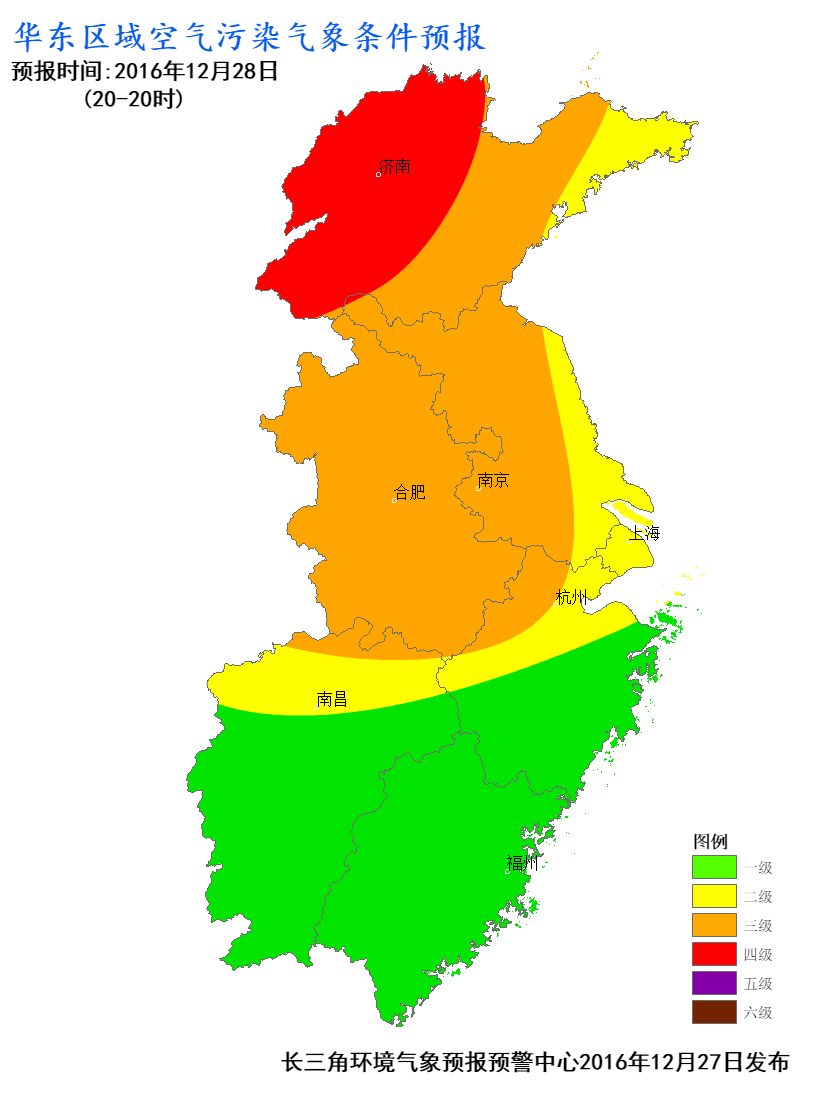 华东区域空气污染气象条件预报
预报时间:2016年12月28日
(20-20时)
济南
南京
合肥
上海
杭州
南昌
福州
图例
一级
二级
三级
四级
五级
六级
长三角环境气象预报预警中心2016年12月27日发布